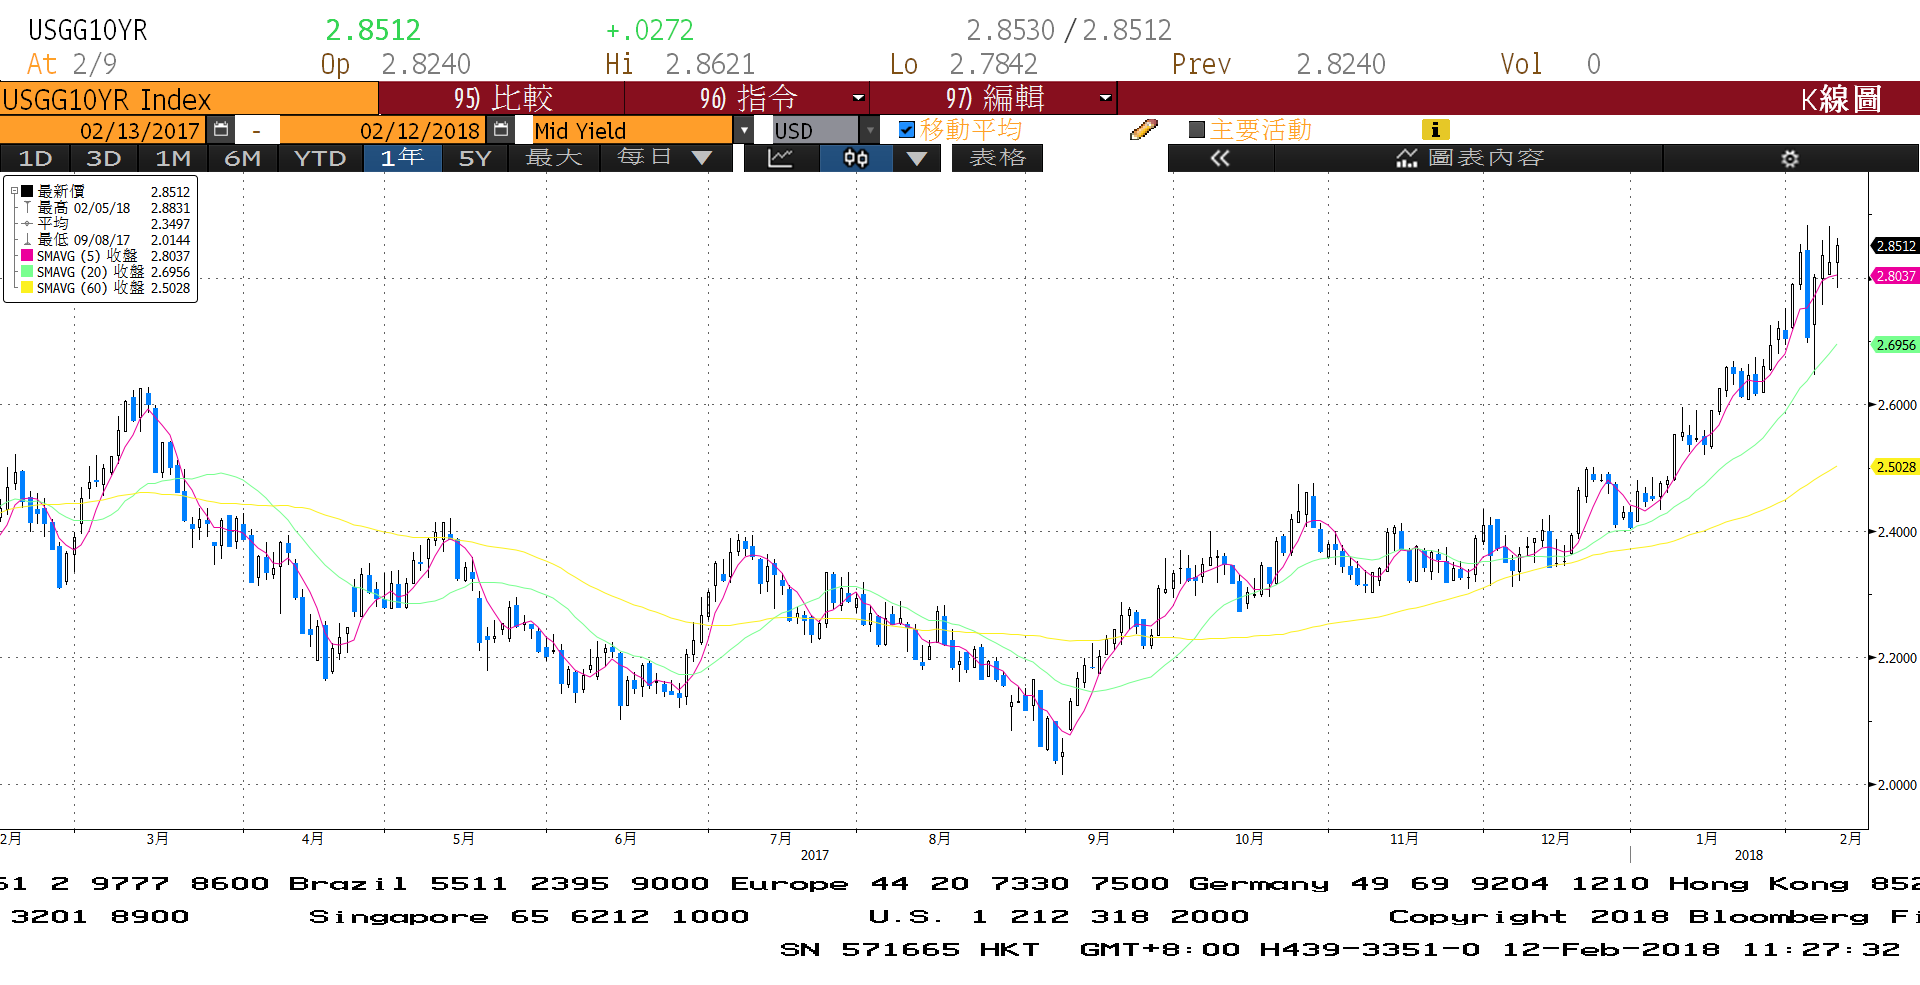 USGG10YR 2.8512 +.0272 2.8530 / 2.8512
At 2/9 Op 2.8240 Hi 2.8621 Lo 2.7842 Prev 2.8240 Vol 0
USGG10YR Index 95) 比較 96) 指令 97) 編輯 K線圖
02/13/2017 - 02/12/2018 Mid Yield USD 移動平均 主要活動
1D 3D 1M 6M YTD 1年 5Y 最大 每日 表格 圖表內容
最新價 2.8512
最高 02/05/18 2.8831
平均 2.3497
最低 09/08/17 2.0144
SMAVG (5) 收盤 2.8037
SMAVG (20) 收盤 2.6956
SMAVG (60) 收盤 2.5028
2.8512
2.8037
2.6956
2.6000
2.5028
2.4000
2.2000
2.0000
2月 3月 4月 5月 6月 7月 8月 9月 10月 11月 12月 1月 2月
2017 2018
61 2 9777 8600 Brazil 5511 2395 9000 Europe 44 20 7330 7500 Germany 49 69 9204 1210 Hong Kong 852
3201 8900 Singapore 65 6212 1000 U.S. 1 212 318 2000 Copyright 2018 Bloomberg Fi
SN 571665 HKT GMT+8:00 H439-3351-0 12-Feb-2018 11:27:32